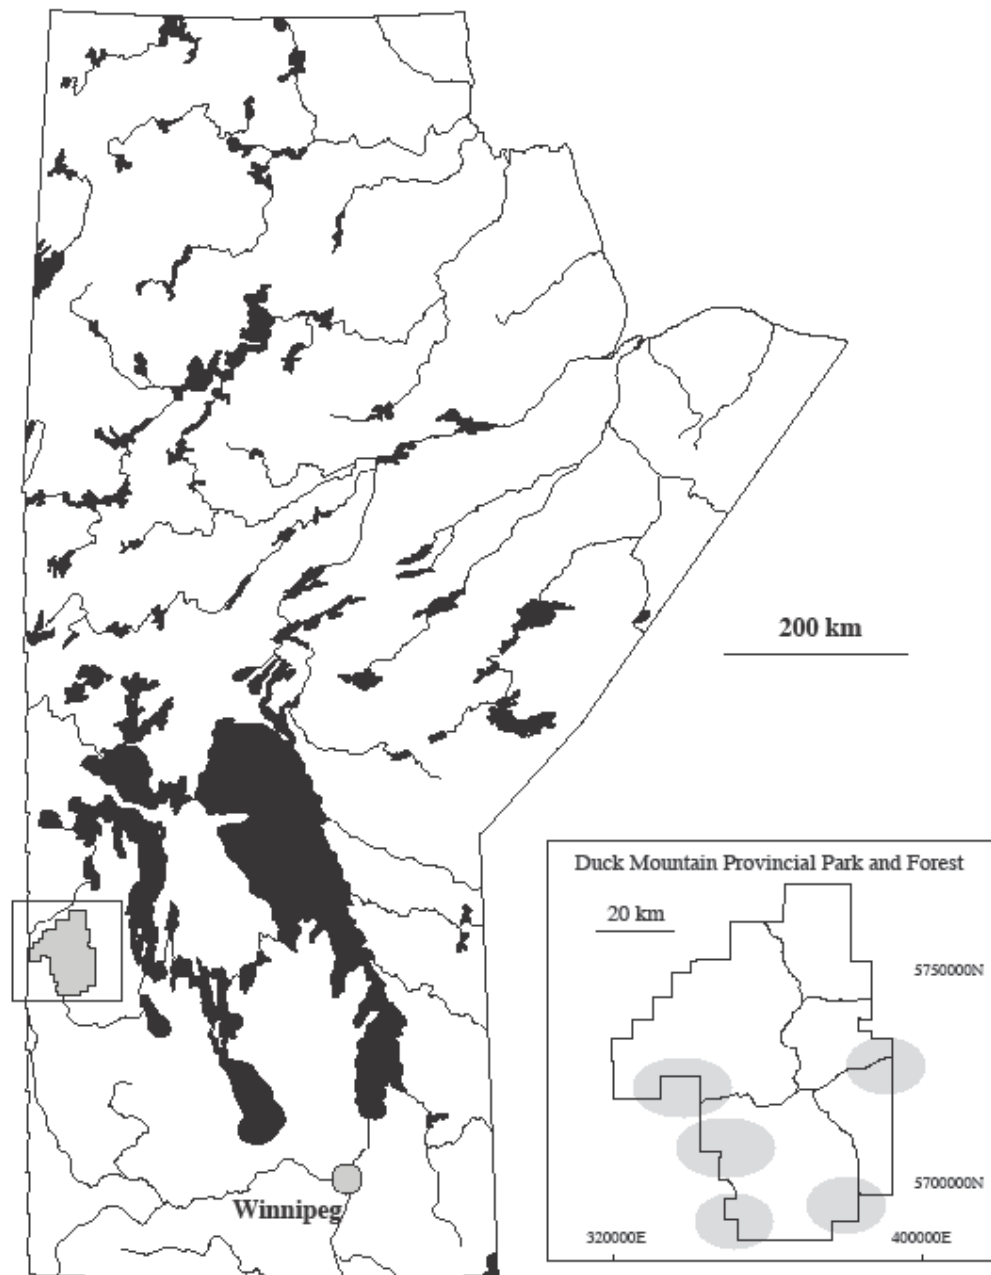 200 km
Duck Mountain Provincial Park and Forest
20 km
5750000N
5700000N
320000E
400000E
Winnipeg